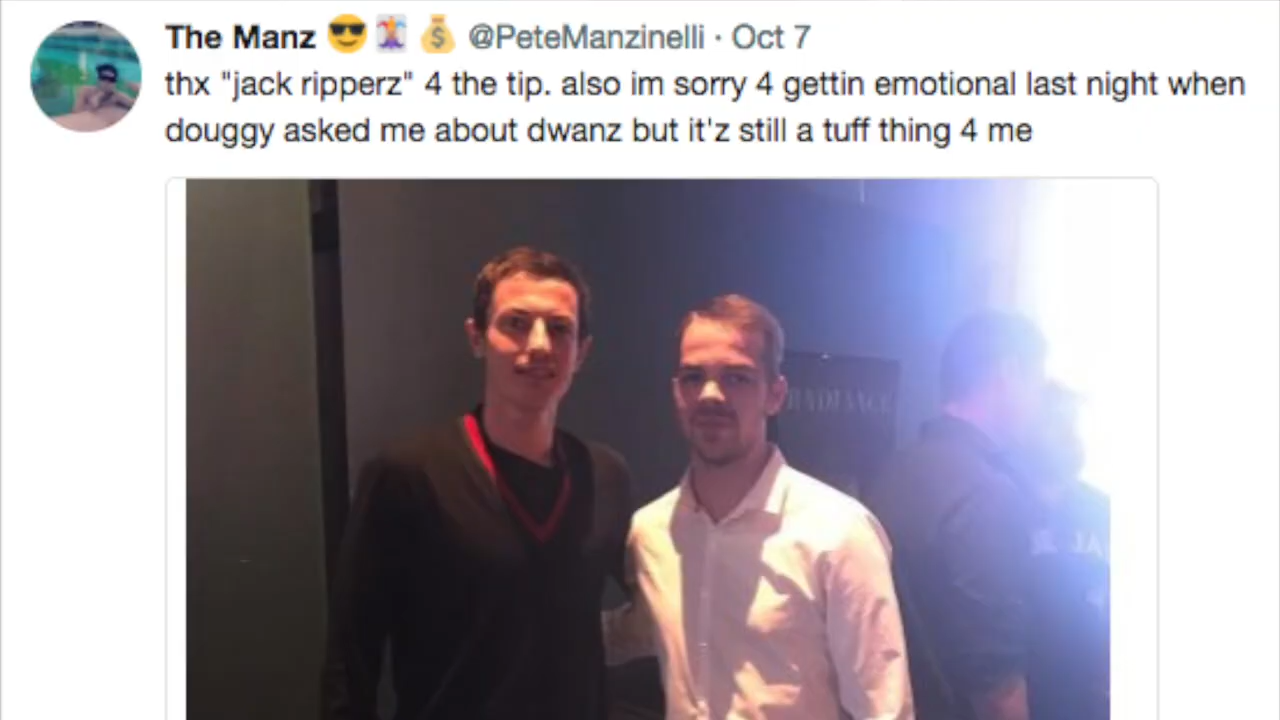 The Manz 😎🃏💰 @PeteManzinelli · Oct 7
thx "jack ripperz" 4 the tip. also im sorry 4 gettin emotional last night when
douggy asked me about dwanz but it'z still a tuff thing 4 me
RADIANCE